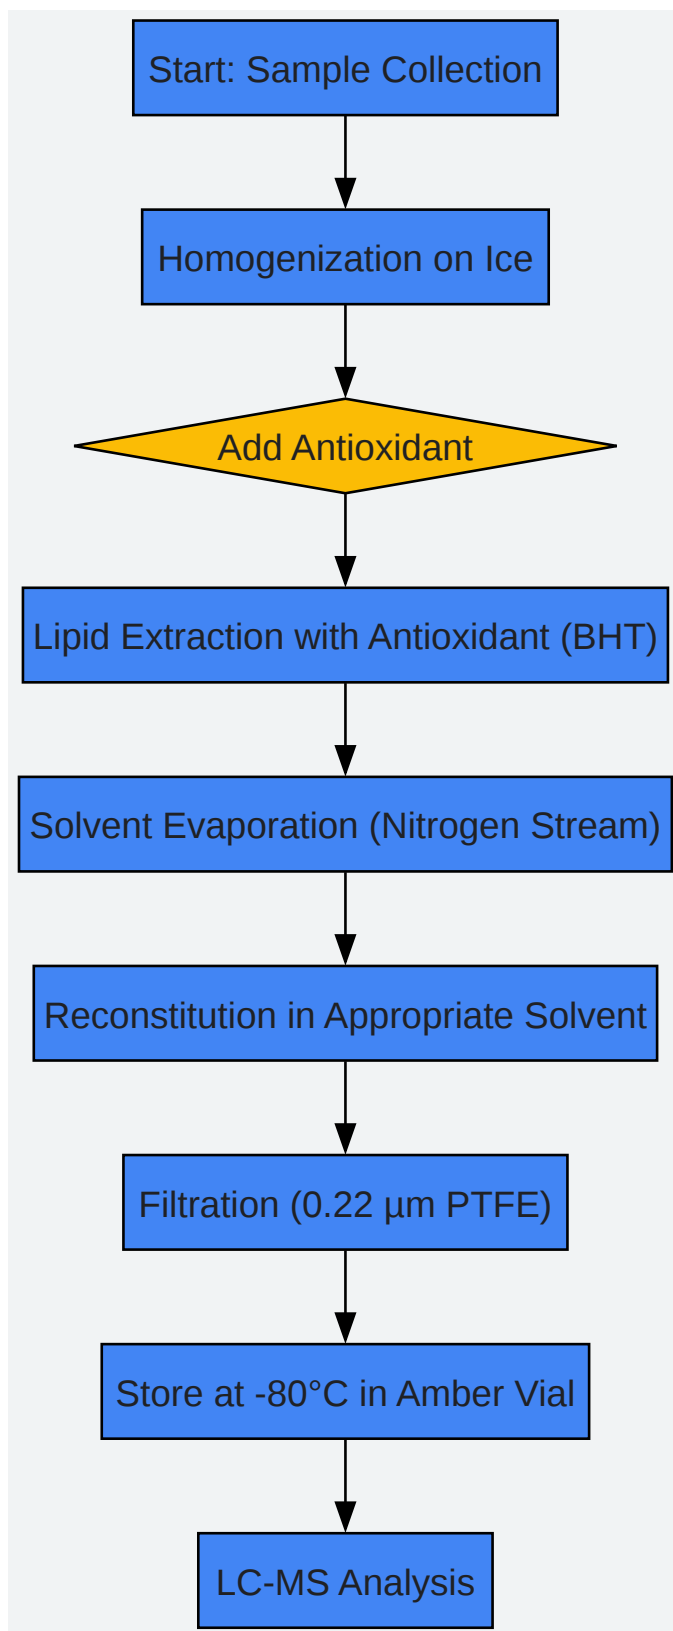 Start: Sample Collection
Homogenization on Ice
Add Antioxidant
Lipid Extraction with Antioxidant (BHT)
Solvent Evaporation (Nitrogen Stream)
Reconstitution in Appropriate Solvent
Filtration (0.22 µm PTFE)
Store at -80°C in Amber Vial
LC-MS Analysis